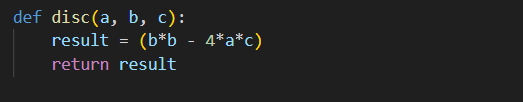 def disc(a, b, c):
    result = (b*b - 4*a*c)
    return result